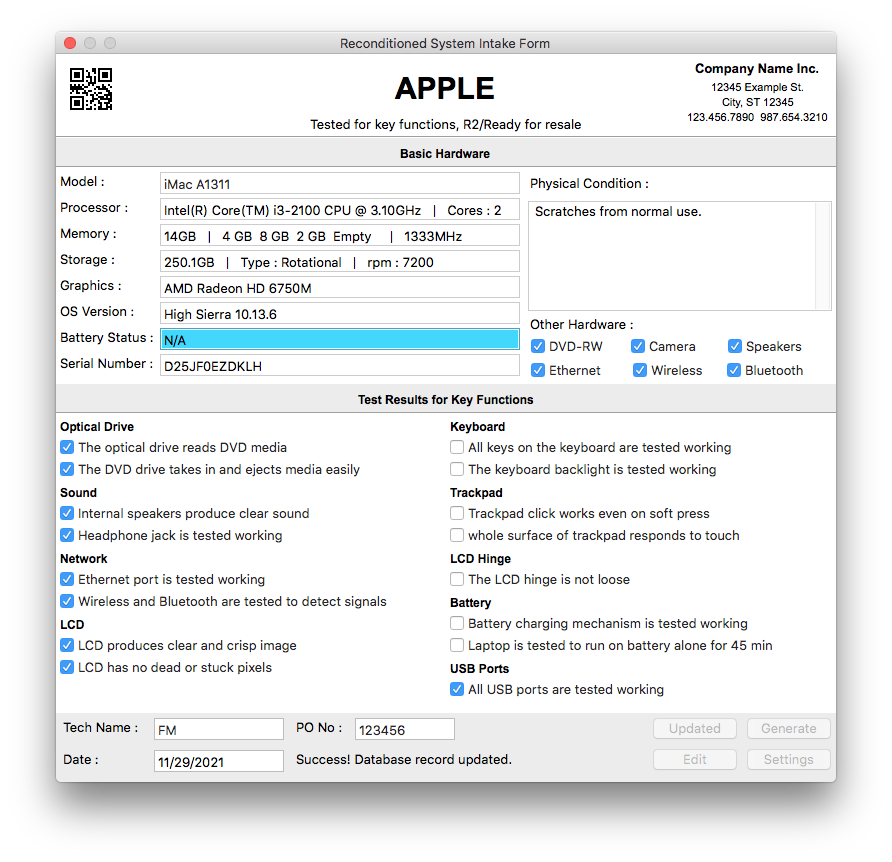 Reconditioned System Intake Form
APPLE
Tested for key functions, R2/Ready for resale
Company Name Inc.
12345 Example St.
City, ST 12345
123.456.7890  987.654.3210
Basic Hardware
Model : iMac A1311
Processor : Intel(R) Core(TM) i3-2100 CPU @ 3.10GHz | Cores : 2
Memory : 14GB | 4 GB 8 GB 2 GB Empty | 1333MHz
Storage : 250.1GB | Type : Rotational | rpm : 7200
Graphics : AMD Radeon HD 6750M
OS Version : High Sierra 10.13.6
Battery Status : N/A
Serial Number : D25JF0EZDKLH
Physical Condition :
Scratches from normal use.
Other Hardware :
DVD-RW Camera Speakers
Ethernet Wireless Bluetooth
Test Results for Key Functions
Optical Drive
The optical drive reads DVD media
The DVD drive takes in and ejects media easily
Sound
Internal speakers produce clear sound
Headphone jack is tested working
Network
Ethernet port is tested working
Wireless and Bluetooth are tested to detect signals
LCD
LCD produces clear and crisp image
LCD has no dead or stuck pixels
Keyboard
All keys on the keyboard are tested working
The keyboard backlight is tested working
Trackpad
Trackpad click works even on soft press
whole surface of trackpad responds to touch
LCD Hinge
The LCD hinge is not loose
Battery
Battery charging mechanism is tested working
Laptop is tested to run on battery alone for 45 min
USB Ports
All USB ports are tested working
Tech Name : FM PO No : 123456 Updated Generate
Date : 11/29/2021 Success! Database record updated. Edit Settings